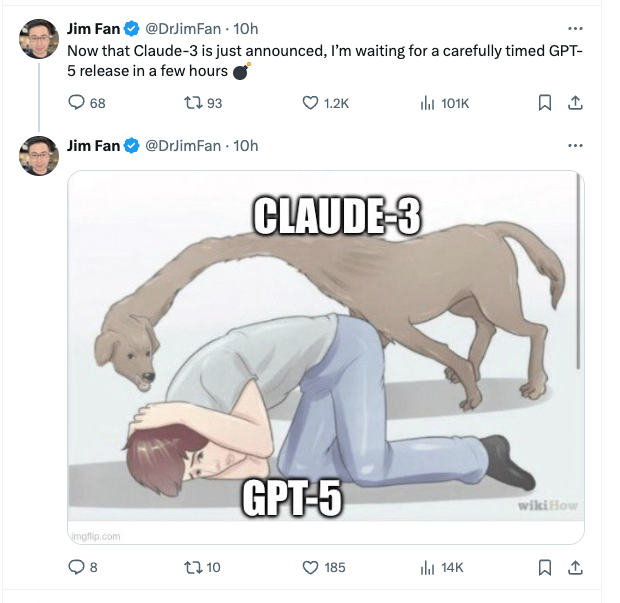 Jim Fan @DrJimFan · 10h
Now that Claude-3 is just announced, I'm waiting for a carefully timed GPT-
5 release in a few hours 💣
68 93 1.2K 101K
Jim Fan @DrJimFan · 10h
CLAUDE-3
GPT-5
wikiHow
imgflip.com
8 10 185 14K